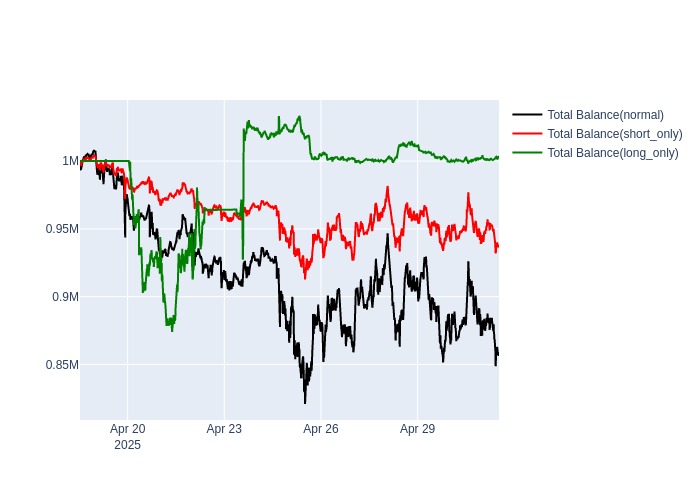 Total Balance(normal)
Total Balance(short_only)
Total Balance(long_only)
1M
0.95M
0.9M
0.85M
Apr 20
2025
Apr 23
Apr 26
Apr 29